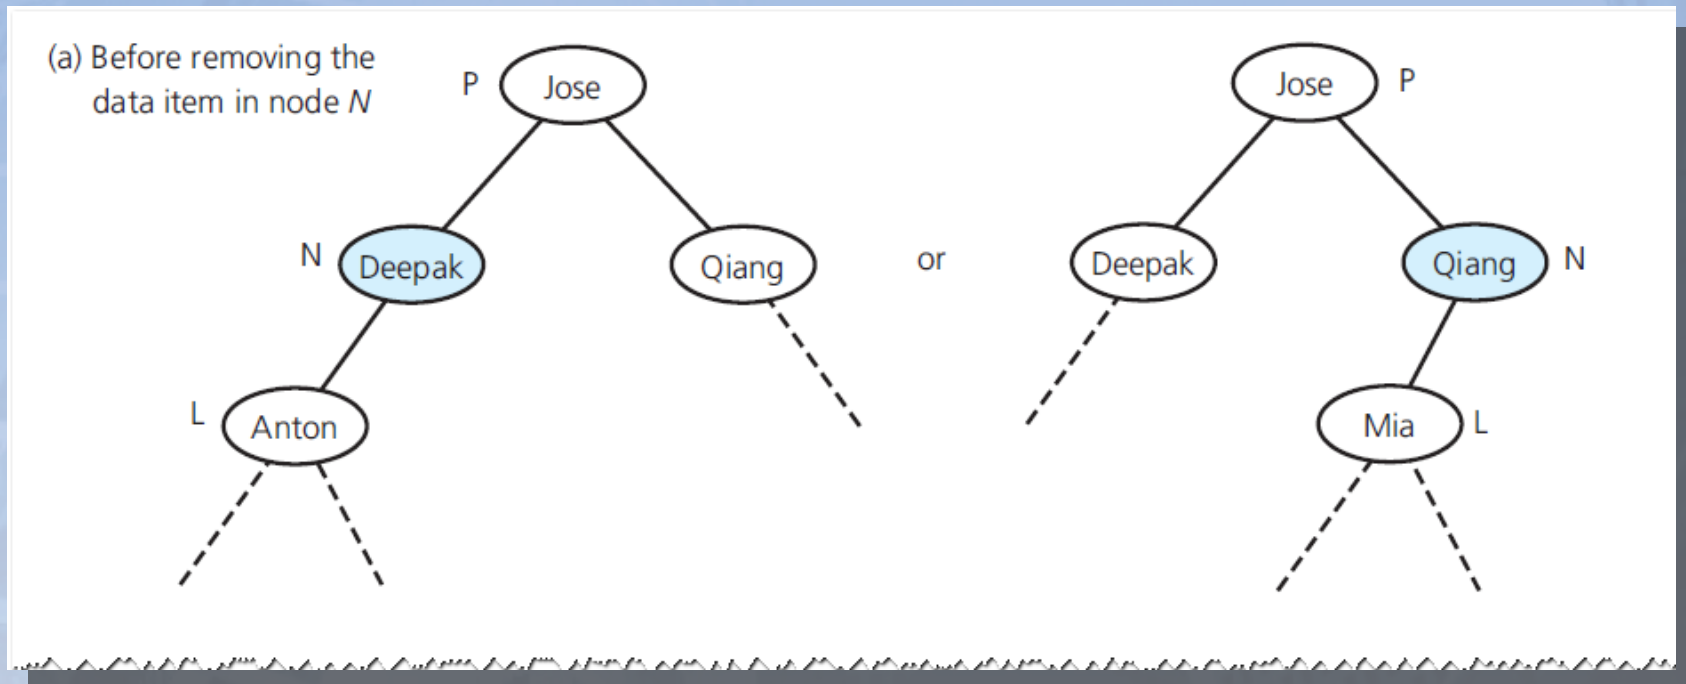 (a) Before removing the
data item in node N
P Jose
Jose P
N Deepak
Qiang
or
Deepak
Qiang N
L Anton
Mia L